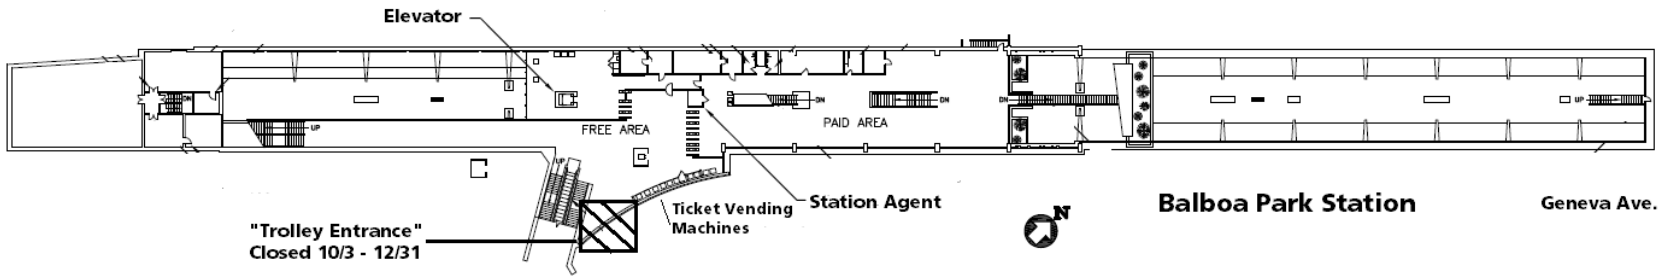 Elevator
DN
UP
FREE AREA
UP
DN
DN
PAID AREA
DN
UP
Station Agent
Ticket Vending
Machines
"Trolley Entrance"
Closed 10/3 - 12/31
N
Balboa Park Station
Geneva Ave.